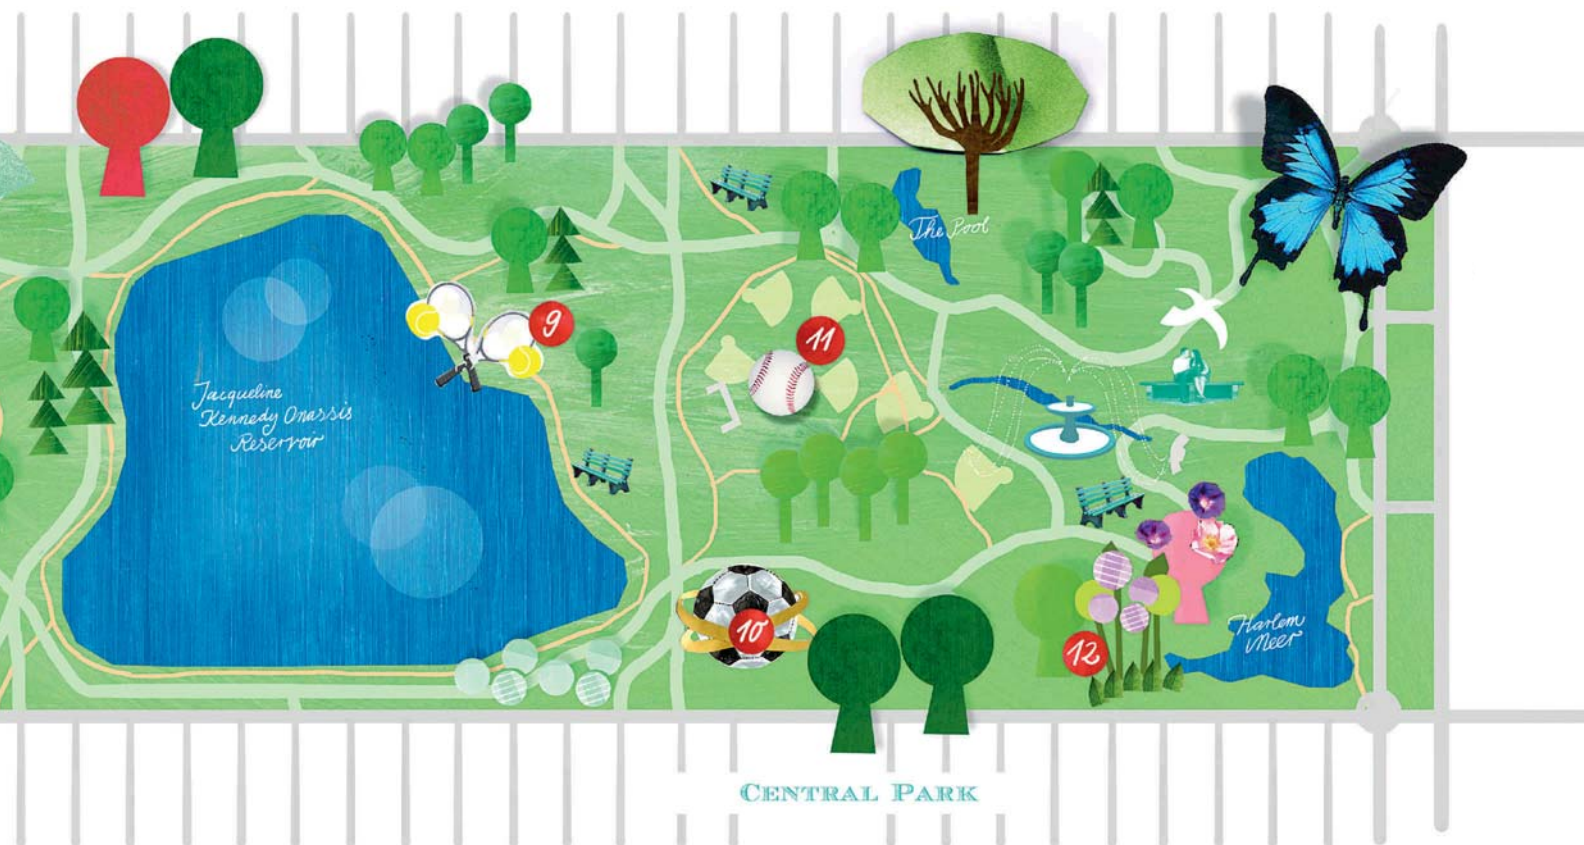 The Pool
9
11
Jacqueline
Kennedy Onassis
Reservoir
10
12
Harlem
Meer
CENTRAL PARK